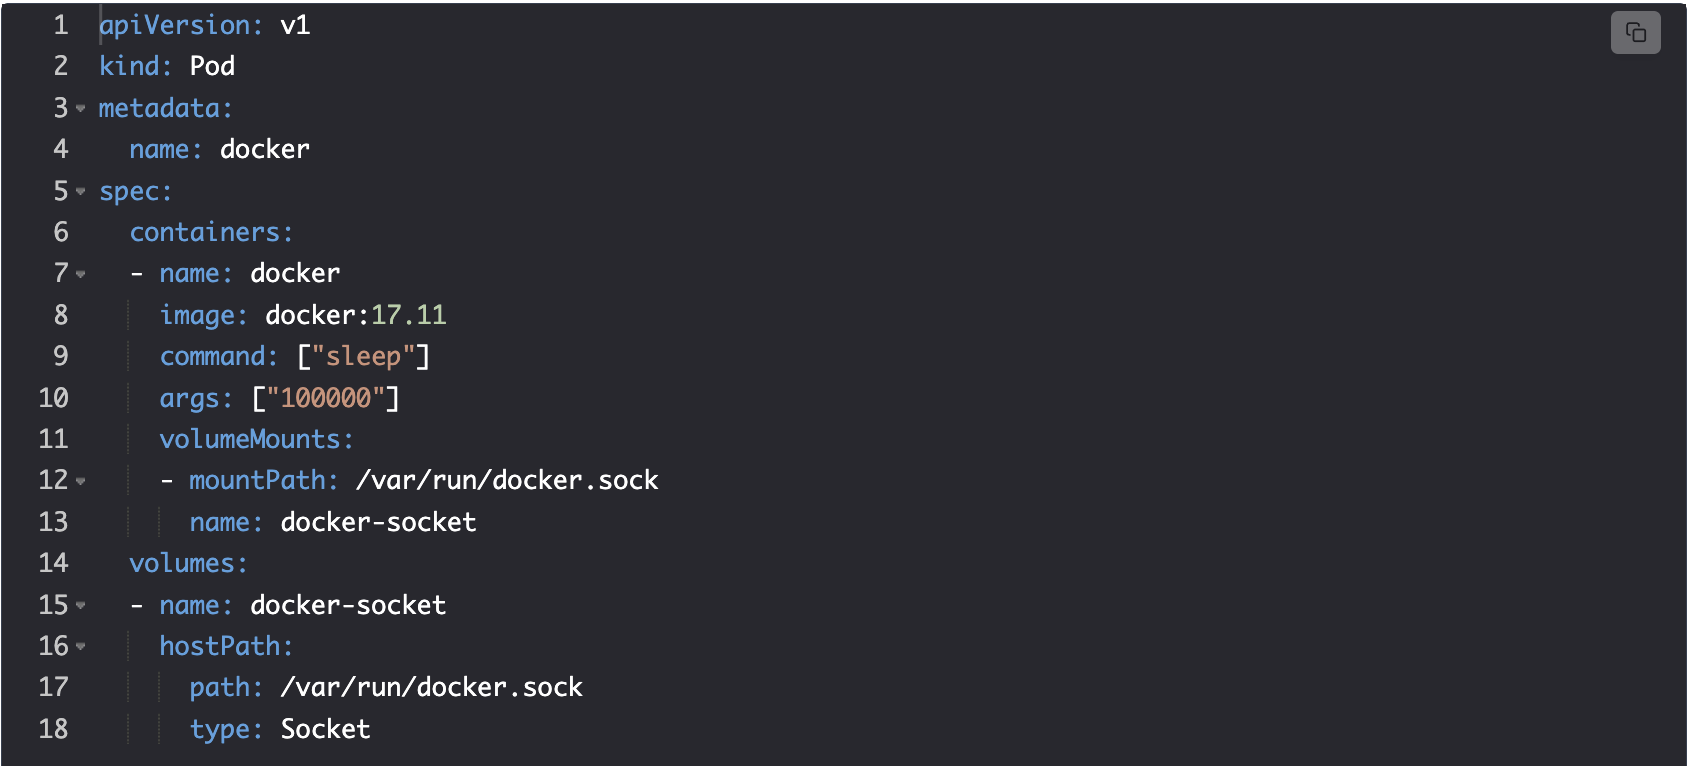 1 apiVersion: v1
2 kind: Pod
3 metadata:
4   name: docker
5 spec:
6   containers:
7   - name: docker
8     image: docker:17.11
9     command: ["sleep"]
10     args: ["100000"]
11     volumeMounts:
12     - mountPath: /var/run/docker.sock
13       name: docker-socket
14   volumes:
15   - name: docker-socket
16     hostPath:
17       path: /var/run/docker.sock
18       type: Socket